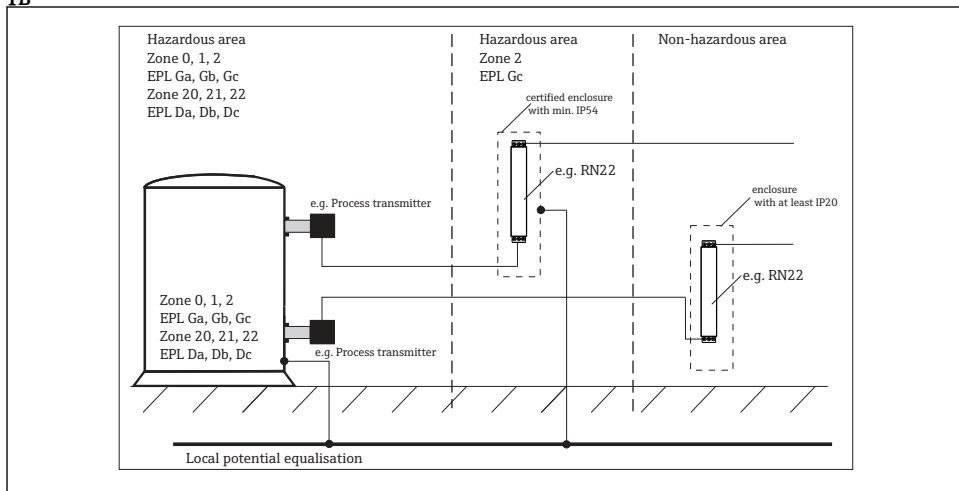 1B
Hazardous area
Zone 0, 1, 2
EPL Ga, Gb, Gc
Zone 20, 21, 22
EPL Da, Db, Dc
Hazardous area
Zone 2
EPL Gc
Non-hazardous area
certified enclosure
with min. IP54
e.g. RN22
enclosure
with at least IP20
e.g. RN22
e.g. Process transmitter
Zone 0, 1, 2
EPL Ga, Gb, Gc
Zone 20, 21, 22
EPL Da, Db, Dc
e.g. Process transmitter
Local potential equalisation